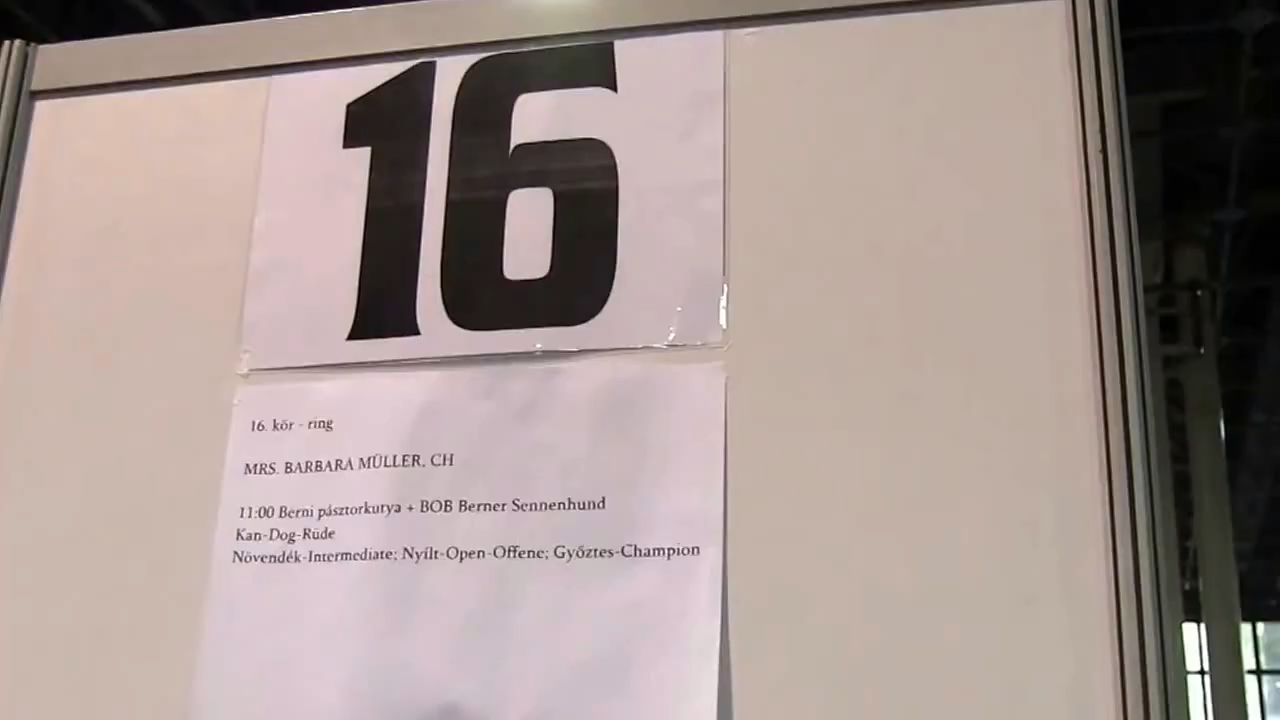 16
16. kör - ring
MRS. BARBARA MÜLLER, CH
11:00 Berni pásztorkutya + BOB Berner Sennenhund
Kan-Dog-Rüde
Növendék-Intermediate; Nyílt-Open-Offene; Győztes-Champion